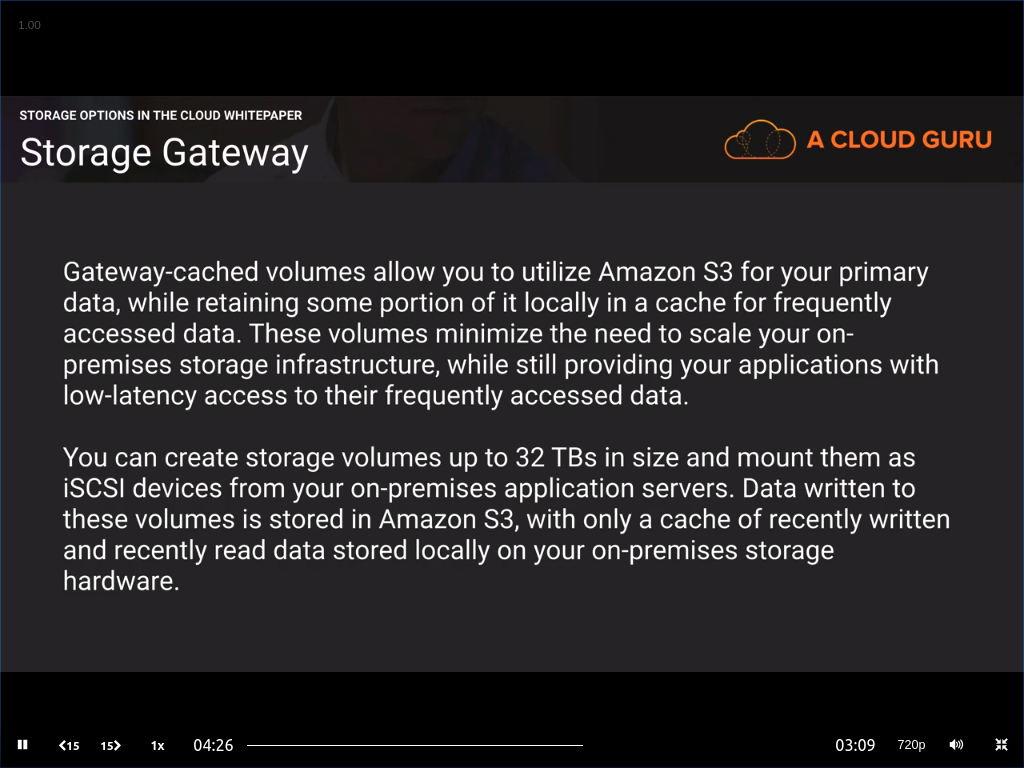 1.00
STORAGE OPTIONS IN THE CLOUD WHITEPAPER
Storage Gateway
A CLOUD GURU
Gateway-cached volumes allow you to utilize Amazon S3 for your primary
data, while retaining some portion of it locally in a cache for frequently
accessed data. These volumes minimize the need to scale your on-
premises storage infrastructure, while still providing your applications with
low-latency access to their frequently accessed data.
You can create storage volumes up to 32 TBs in size and mount them as
iSCSI devices from your on-premises application servers. Data written to
these volumes is stored in Amazon S3, with only a cache of recently written
and recently read data stored locally on your on-premises storage
hardware.
15 15 1x 04:26 03:09 720p